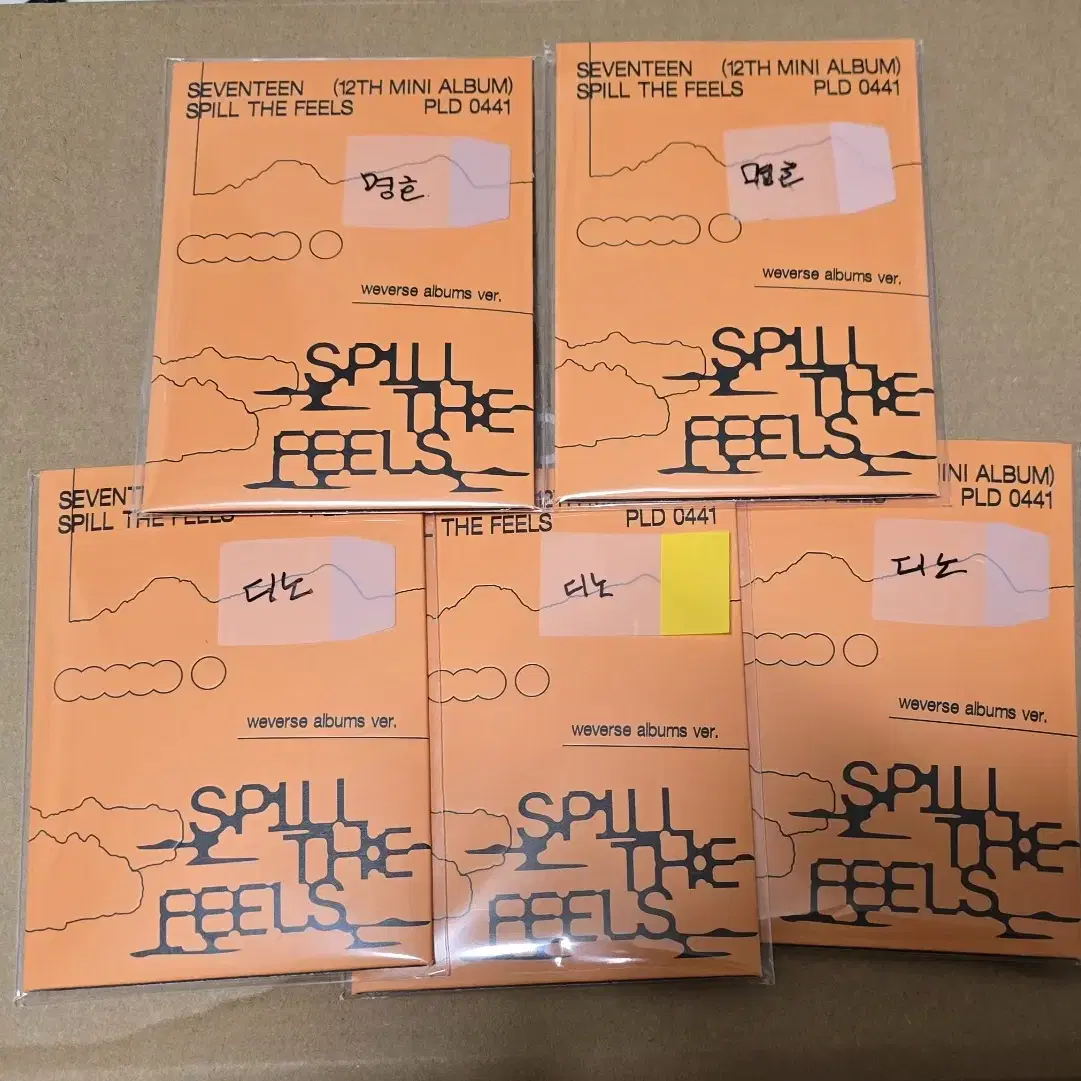 SEVENTEEN (12TH MINI ALBUM)
SPILL THE FEELS PLD 0441
명호
weverse albums ver.
SPILL
THE
FEELS
SEVENTEEN (12TH MINI ALBUM)
SPILL THE FEELS PLD 0441
명호
weverse albums ver.
SPILL
THE
FEELS
SEVENT
SPILL THE FEELS
디노
weverse albums ver.
SPILL
THE
FEELS
THE FEELS PLD 0441
디노
weverse albums ver.
SPILL
THE
FEELS
INI ALBUM)
PLD 0441
디노
weverse albums ver.
SPILL
THE
FEELS